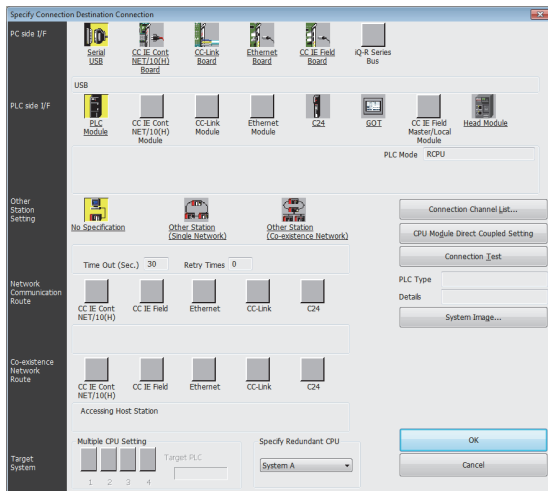 Specify Connection Destination Connection
PC side I/F
Serial
USB
CC IE Cont
NET/10(H)
Board
CC-Link
Board
Ethernet
Board
CC IE Field
Board
iQ-R Series
Bus
USB
PLC side I/F
PLC
Module
CC IE Cont
NET/10(H)
Module
CC-Link
Module
Ethernet
Module
C24
GOT
CC IE Field
Master/Local
Module
Head Module
PLC Mode RCPU
Other
Station
Setting
No Specification
Other Station
(Single Network)
Other Station
(Co-existence Network)
Time Out (Sec.) 30 Retry Times 0
Connection Channel List...
CPU Module Direct Coupled Setting
Connection Test
PLC Type
Details
System Image...
Network
Communication
Route
CC IE Cont
NET/10(H)
CC IE Field
Ethernet
CC-Link
C24
Co-existence
Network
Route
CC IE Cont
NET/10(H)
CC IE Field
Ethernet
CC-Link
C24
Accessing Host Station
Target
System
Multiple CPU Setting
1 2 3 4
Target PLC
Specify Redundant CPU
System A
OK
Cancel